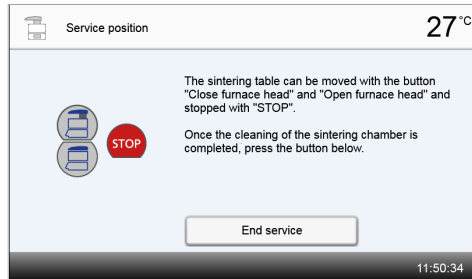 Service position
27°C
The sintering table can be moved with the button
"Close furnace head" and "Open furnace head" and
stopped with "STOP".
Once the cleaning of the sintering chamber is
completed, press the button below.
STOP
End service
11:50:34